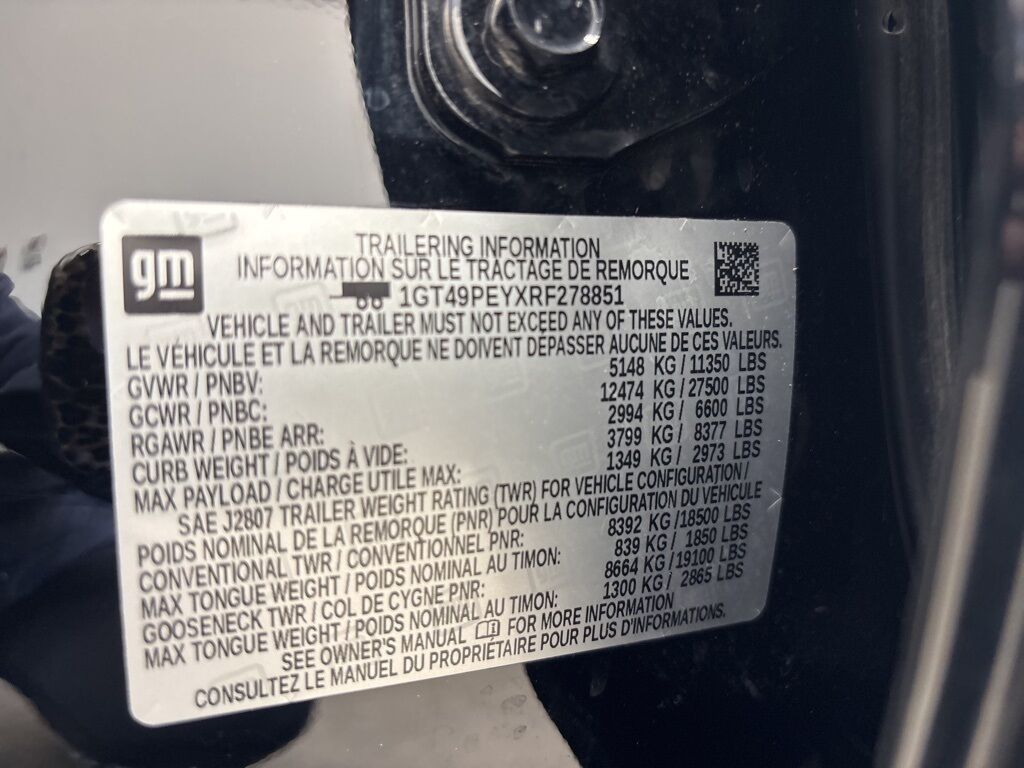 gm
TRAILERING INFORMATION
INFORMATION SUR LE TRACTAGE DE REMORQUE
1GT49PEYXRF278851
VEHICLE AND TRAILER MUST NOT EXCEED ANY OF THESE VALUES.
LE VÉHICULE ET LA REMORQUE NE DOIVENT DÉPASSER AUCUNE DE CES VALEURS.
GVWR / PNBV: 5148 KG / 11350 LBS
GCWR / PNBC: 12474 KG / 27500 LBS
RGAWR / PNBE ARR: 2994 KG / 6600 LBS
CURB WEIGHT / POIDS À VIDE: 3799 KG / 8377 LBS
MAX PAYLOAD / CHARGE UTILE MAX: 1349 KG / 2973 LBS
SAE J2807 TRAILER WEIGHT RATING (TWR) FOR VEHICLE CONFIGURATION /
POIDS NOMINAL DE LA REMORQUE (PNR) POUR LA CONFIGURATION DU VÉHICULE
CONVENTIONAL TWR / CONVENTIONNEL PNR: 8392 KG / 18500 LBS
MAX TONGUE WEIGHT / POIDS NOMINAL AU TIMON: 839 KG / 1850 LBS
GOOSENECK TWR / COL DE CYGNE PNR: 8664 KG / 19100 LBS
MAX TONGUE WEIGHT / POIDS NOMINAL AU TIMON: 1300 KG / 2865 LBS
SEE OWNER'S MANUAL FOR MORE INFORMATION
CONSULTEZ LE MANUEL DU PROPRIÉTAIRE POUR PLUS D'INFORMATIONS.